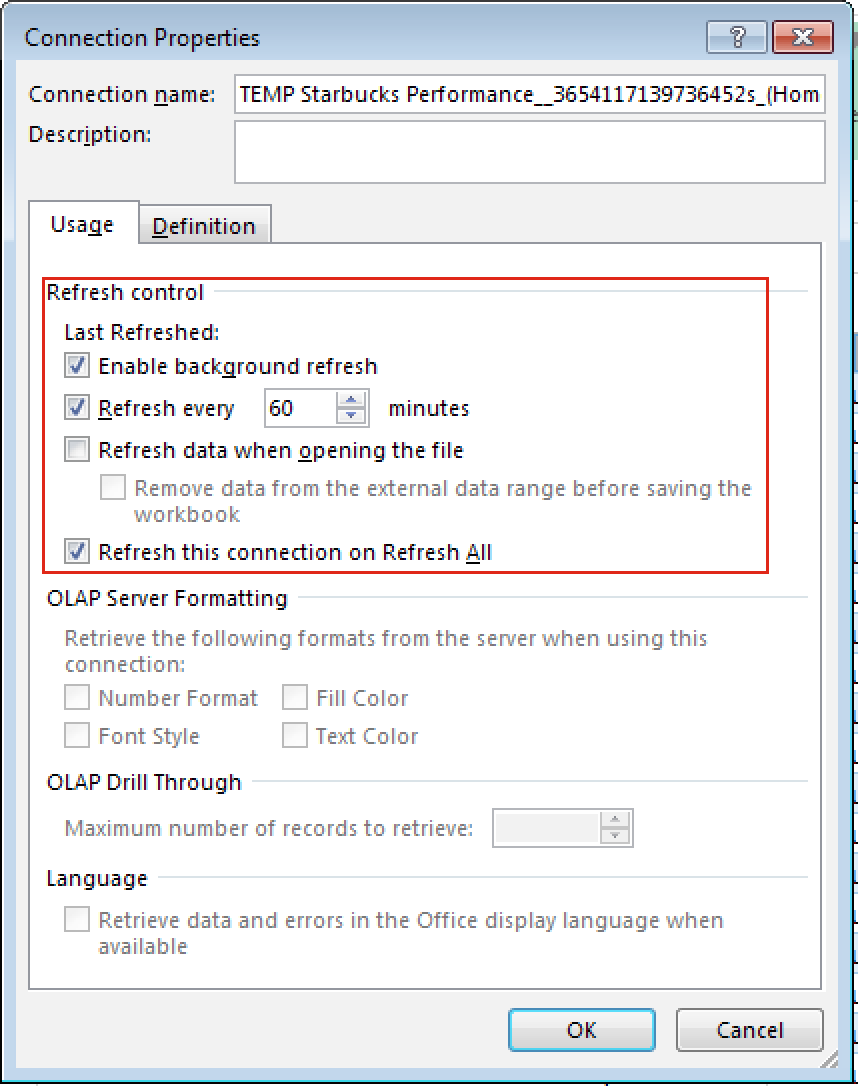 Connection Properties
?
Connection name: TEMP Starbucks Performance__3654117139736452s_(Hom
Description:
Usage Definition
Refresh control
Last Refreshed:
Enable background refresh
Refresh every 60 minutes
Refresh data when opening the file
Remove data from the external data range before saving the
workbook
Refresh this connection on Refresh All
OLAP Server Formatting
Retrieve the following formats from the server when using this
connection:
Number Format Fill Color
Font Style Text Color
OLAP Drill Through
Maximum number of records to retrieve:
Language
Retrieve data and errors in the Office display language when
available
OK Cancel